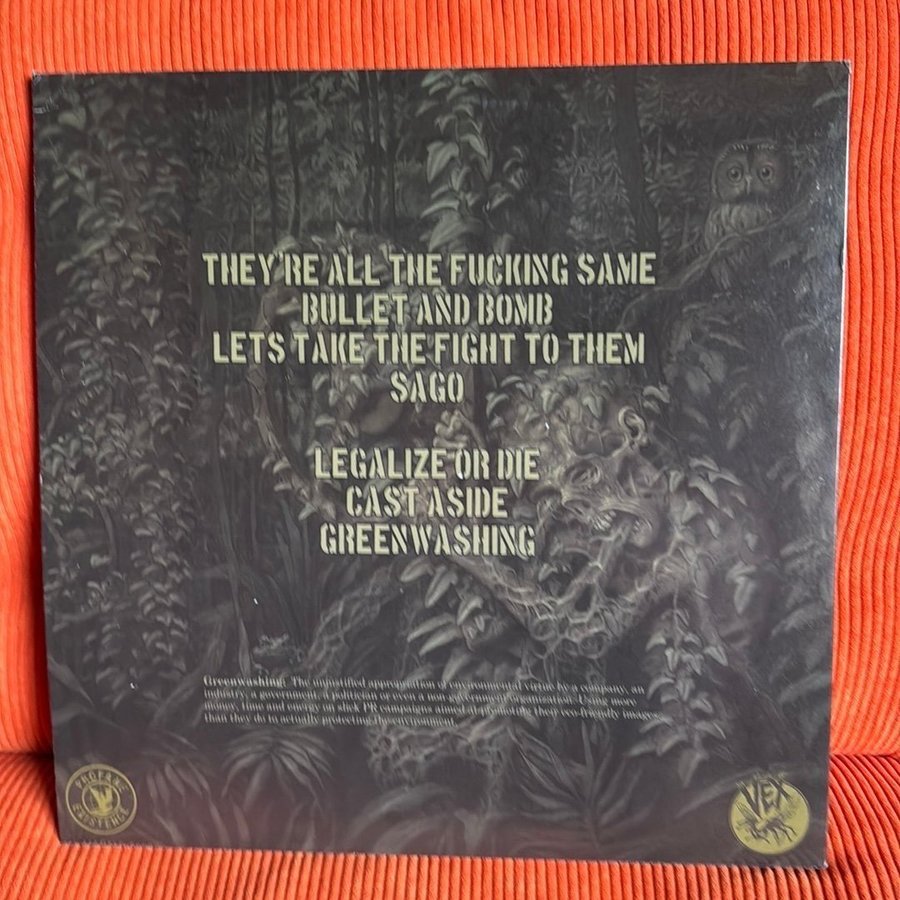 THEY'RE ALL THE FUCKING SAME
BULLET AND BOMB
LETS TAKE THE FIGHT TO THEM
SAGO
LEGALIZE OR DIE
CAST ASIDE
GREENWASHING
Greenwashing: The unjustified appropriation of environmental virtue by a company, an
industry, a government, a politician or even a non-government organization. Using more
money, time and energy on slick PR campaigns aimed at promoting their eco-friendly images,
than they do to actually protecting the environment.
PROFANE
EXISTENCE
VEX